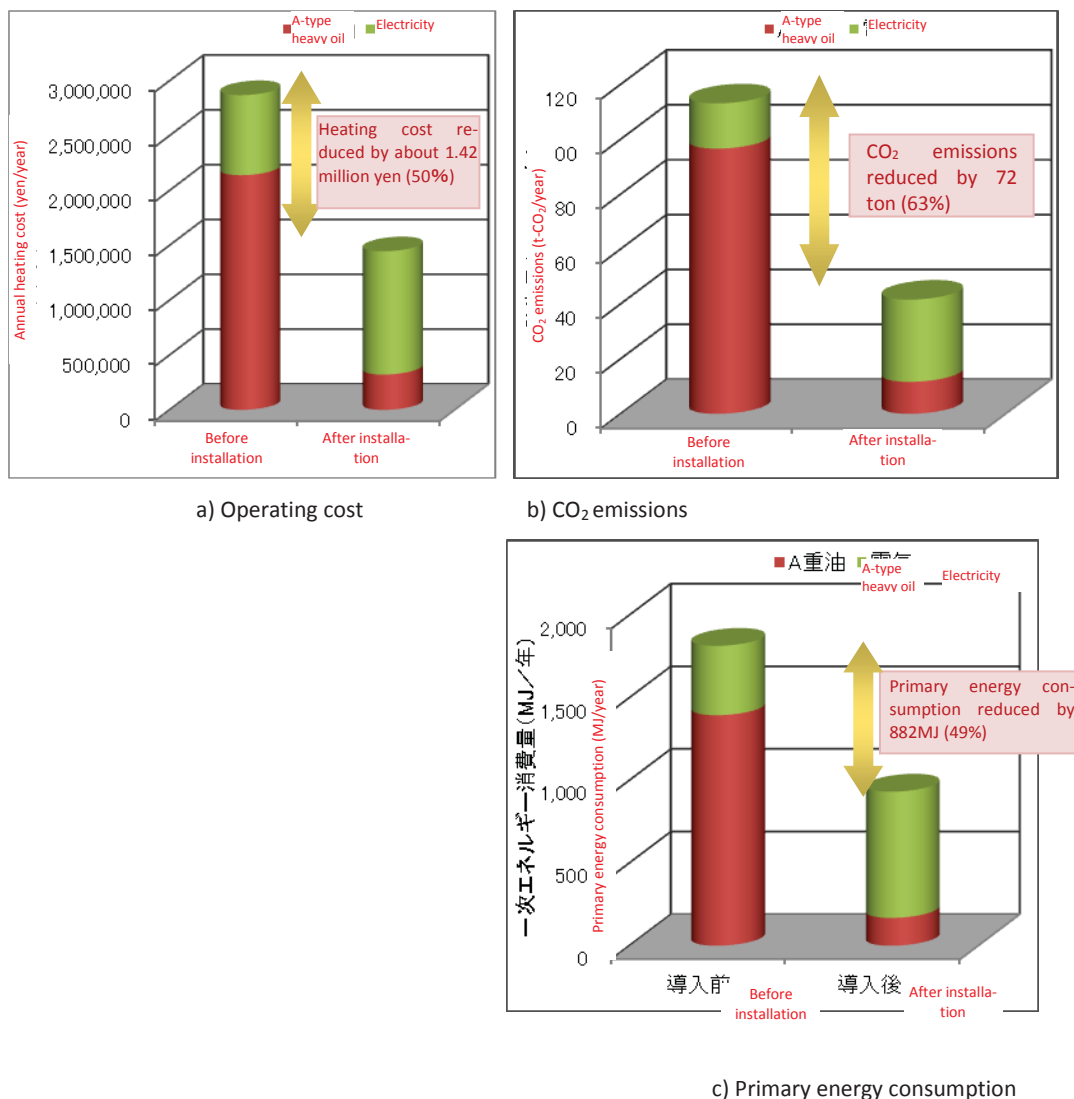 A-type
heavy oil
Electricity
3,000,000
2,500,000
2,000,000
1,500,000
1,000,000
500,000
0
Annual heating cost (yen/year)
Heating cost re-
duced by about 1.42
million yen (50%)
Before
installation
After installa-
tion
a) Operating cost
A-type
heavy oil
Electricity
120
00
80
60
40
20
0
CO₂ emissions (t-CO₂/year)
CO₂ emissions
reduced by 72
ton (63%)
Before
installation
After installa-
tion
b) CO₂ emissions
A重油
電気
A-type
heavy oil
Electricity
2,000
1,500
1,000
500
0
一次エネルギー消費量(MJ/年)
Primary energy consumption (MJ/year)
Primary energy con-
sumption reduced by
882MJ (49%)
導入前
Before
installation
導入後
After installa-
tion
c) Primary energy consumption